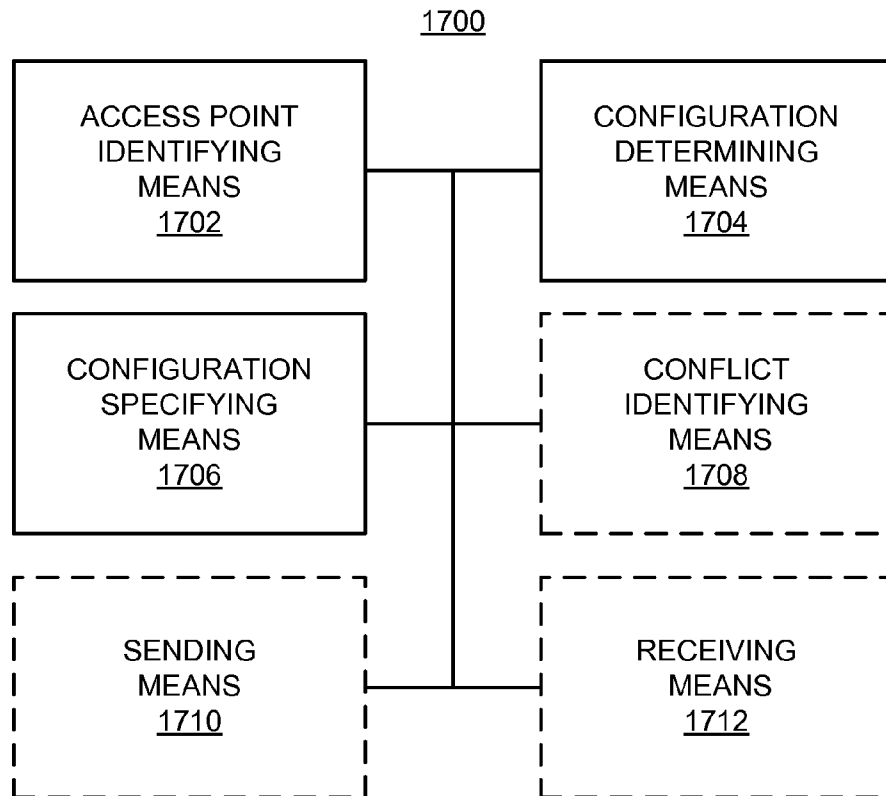 1700
ACCESS POINT
IDENTIFYING
MEANS
1702
CONFIGURATION
DETERMINING
MEANS
1704
CONFIGURATION
SPECIFYING
MEANS
1706
CONFLICT
IDENTIFYING
MEANS
1708
SENDING
MEANS
1710
RECEIVING
MEANS
1712